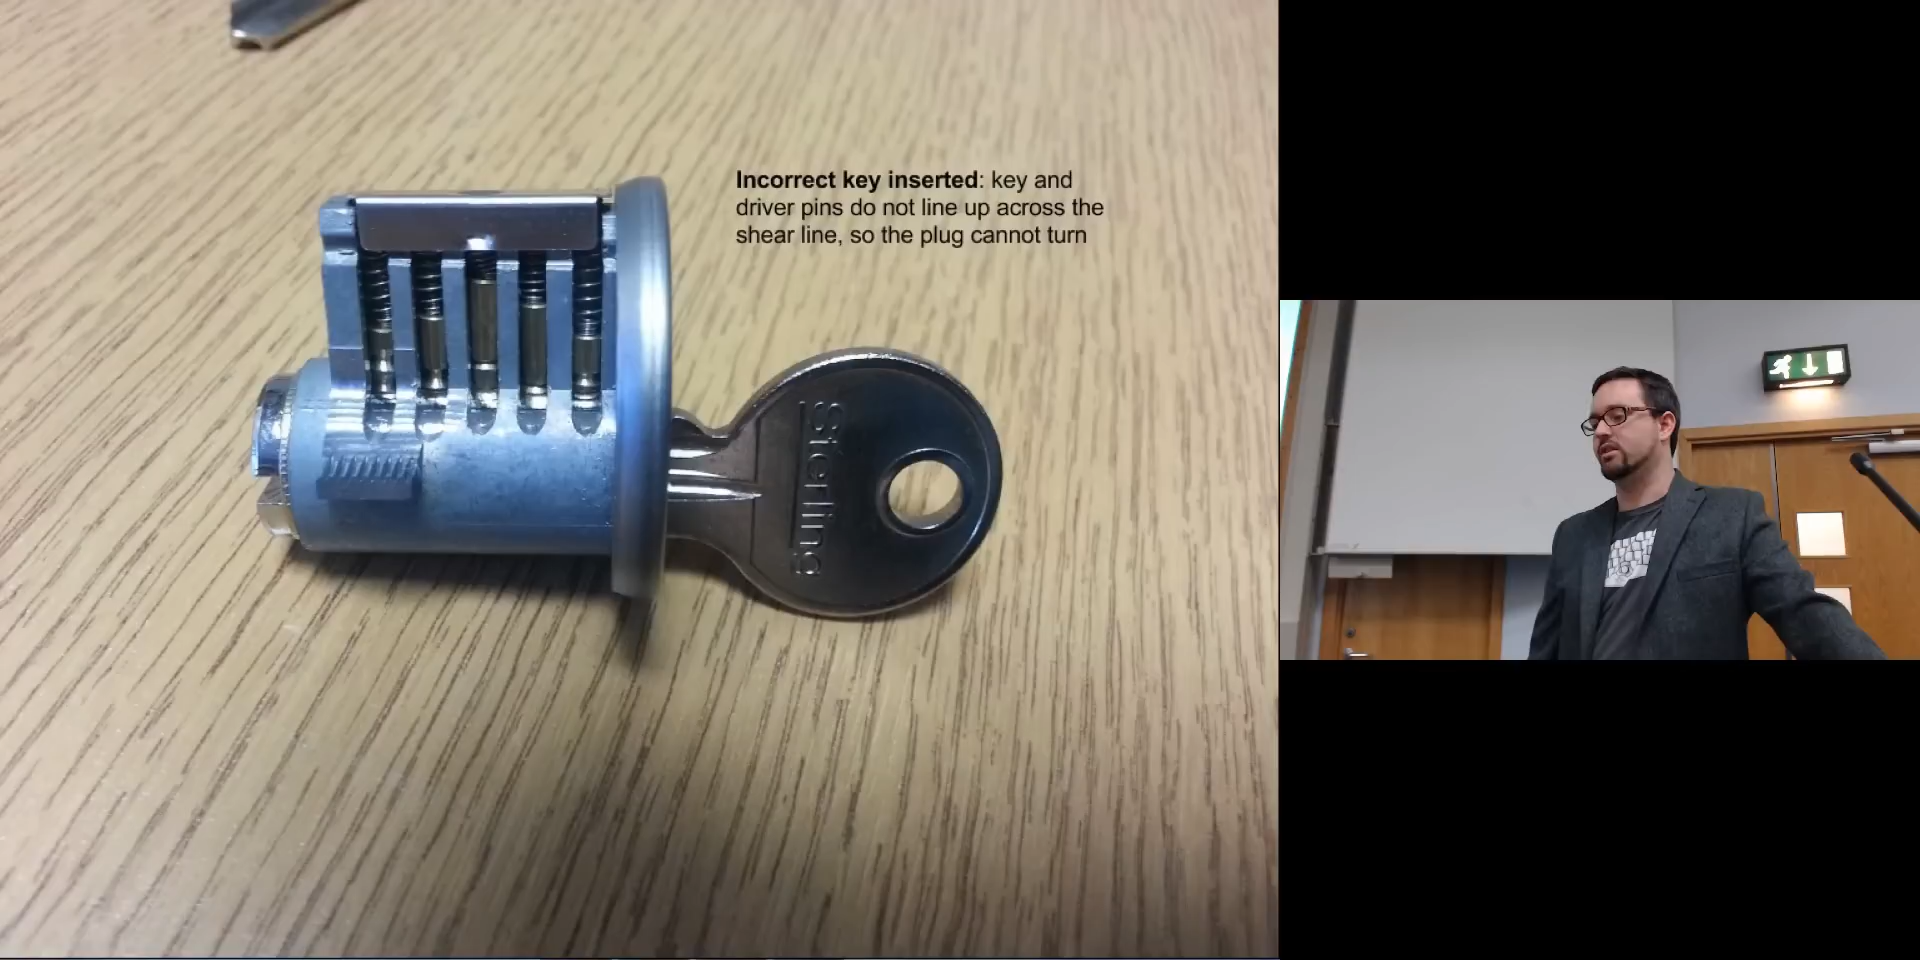 Incorrect key inserted: key and
driver pins do not line up across the
shear line, so the plug cannot turn
Sterling